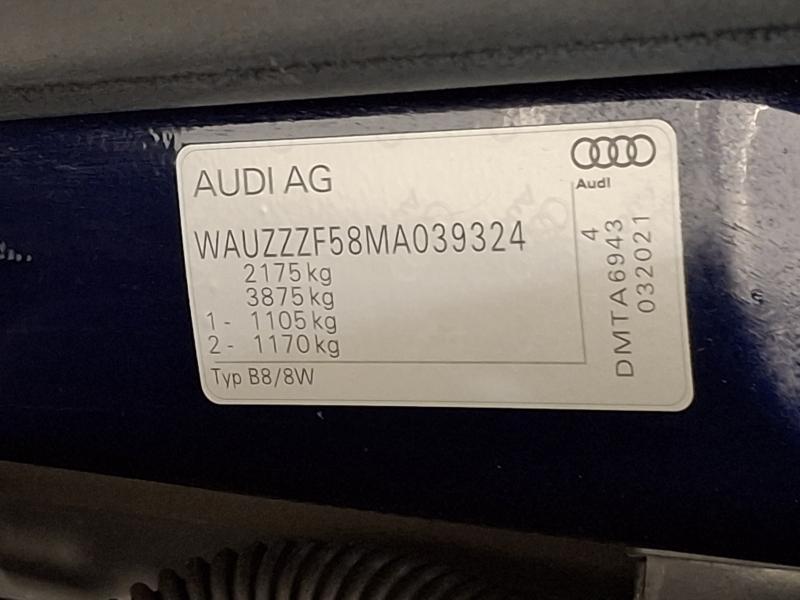 AUDI AG
Audi
WAUZZZF58MA039324
2175 kg
3875 kg
1 - 1105 kg
2 - 1170 kg
Typ B8/8W
4
DMTA6943
032021